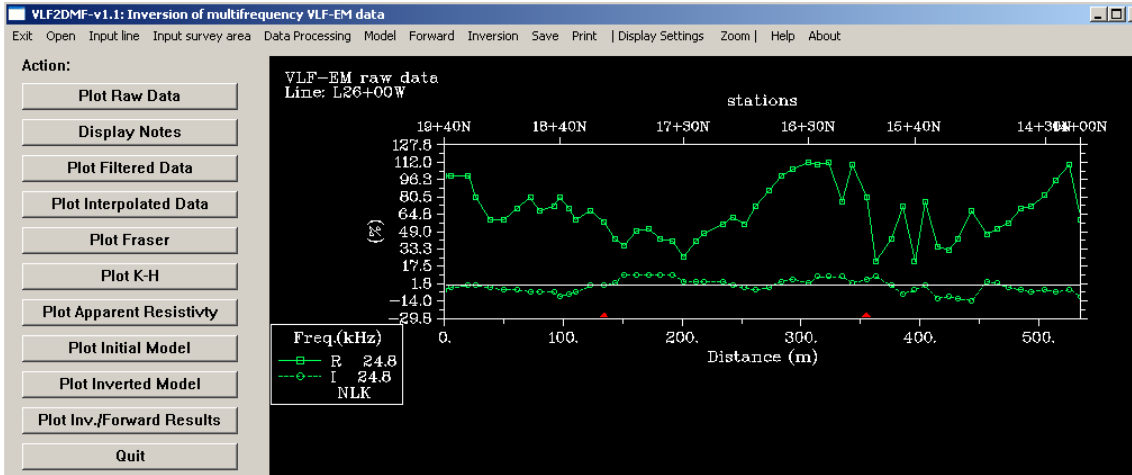 VLF2DMF-v1.1: Inversion of multifrequency VLF-EM data
Exit Open Input line Input survey area Data Processing Model Forward Inversion Save Print | Display Settings Zoom | Help About
Action:
Plot Raw Data
Display Notes
Plot Filtered Data
Plot Interpolated Data
Plot Fraser
Plot K-H
Plot Apparent Resistivty
Plot Initial Model
Plot Inverted Model
Plot Inv./Forward Results
Quit
VLF-EM raw data
Line: L26+00W
stations
19+40N 18+40N 17+30N 16+30N 15+40N 14+30N +00N
127.8
112.0
96.3
80.5
64.8
49.0
33.3
17.5
1.8
-14.0
-29.8
(%)
0. 100. 200. 300. 400. 500.
Distance (m)
Freq.(kHz)
R 24.8
I 24.8
NLK